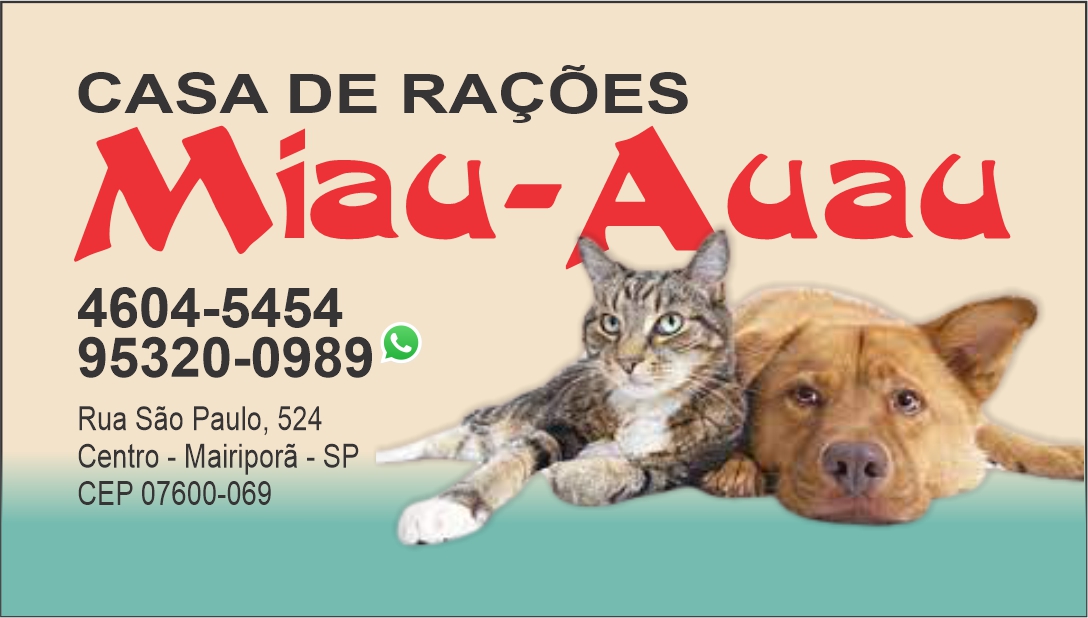 CASA DE RAÇÕES
Miau-Auau
4604-5454
95320-0989
Rua São Paulo, 524
Centro - Mairiporã - SP
CEP 07600-069